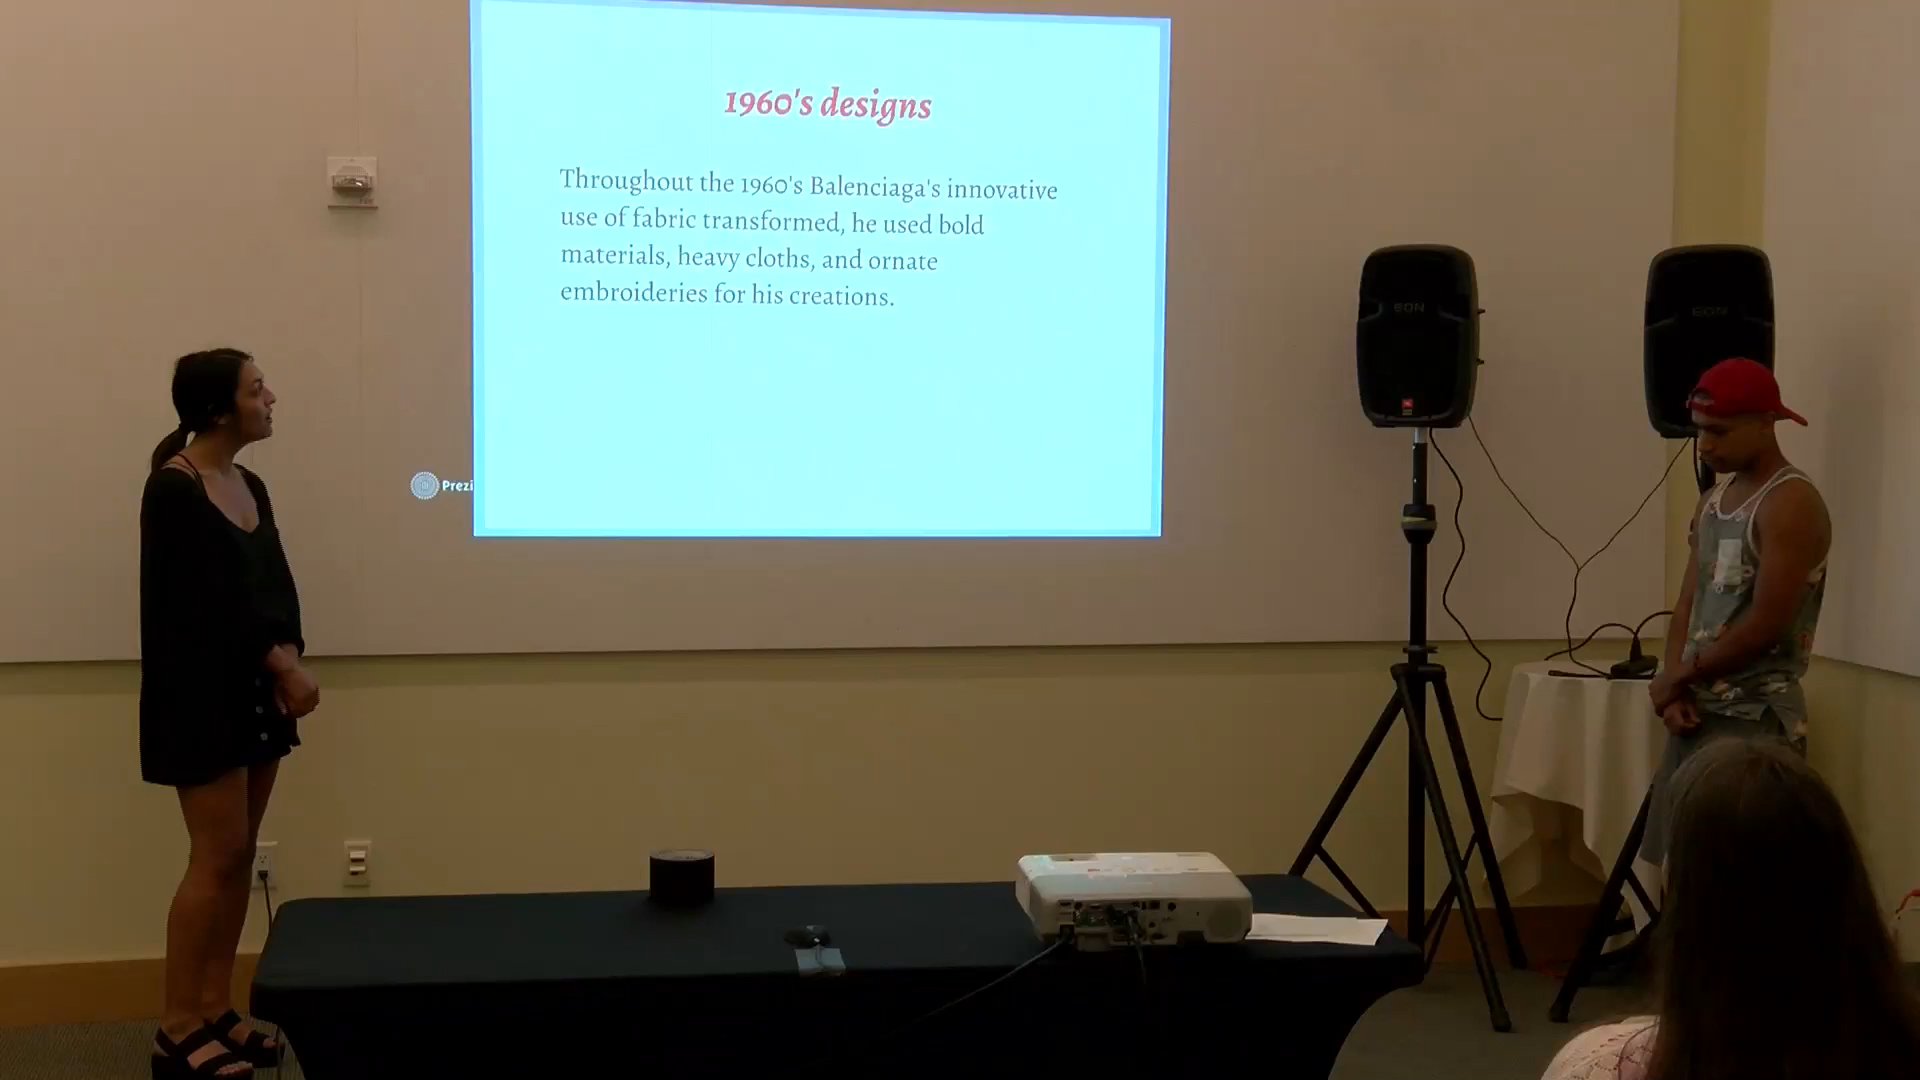 1960's designs
Throughout the 1960's Balenciaga's innovative
use of fabric transformed, he used bold
materials, heavy cloths, and ornate
embroideries for his creations.
Prezi
EON
EON